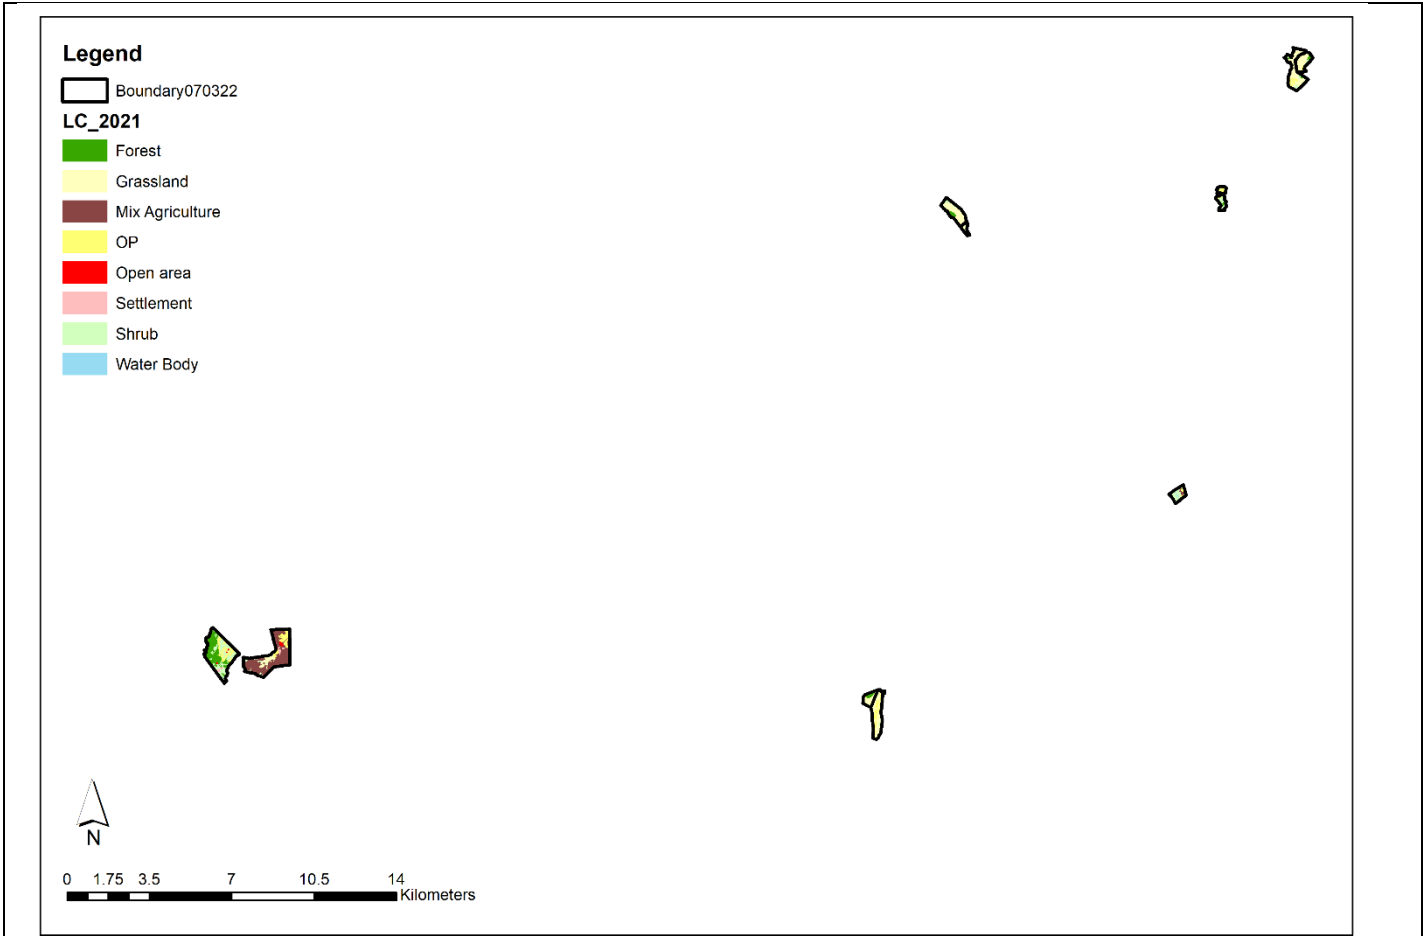 Legend
Boundary070322
LC_2021
Forest
Grassland
Mix Agriculture
OP
Open area
Settlement
Shrub
Water Body
N
0 1.75 3.5 7 10.5 14
Kilometers